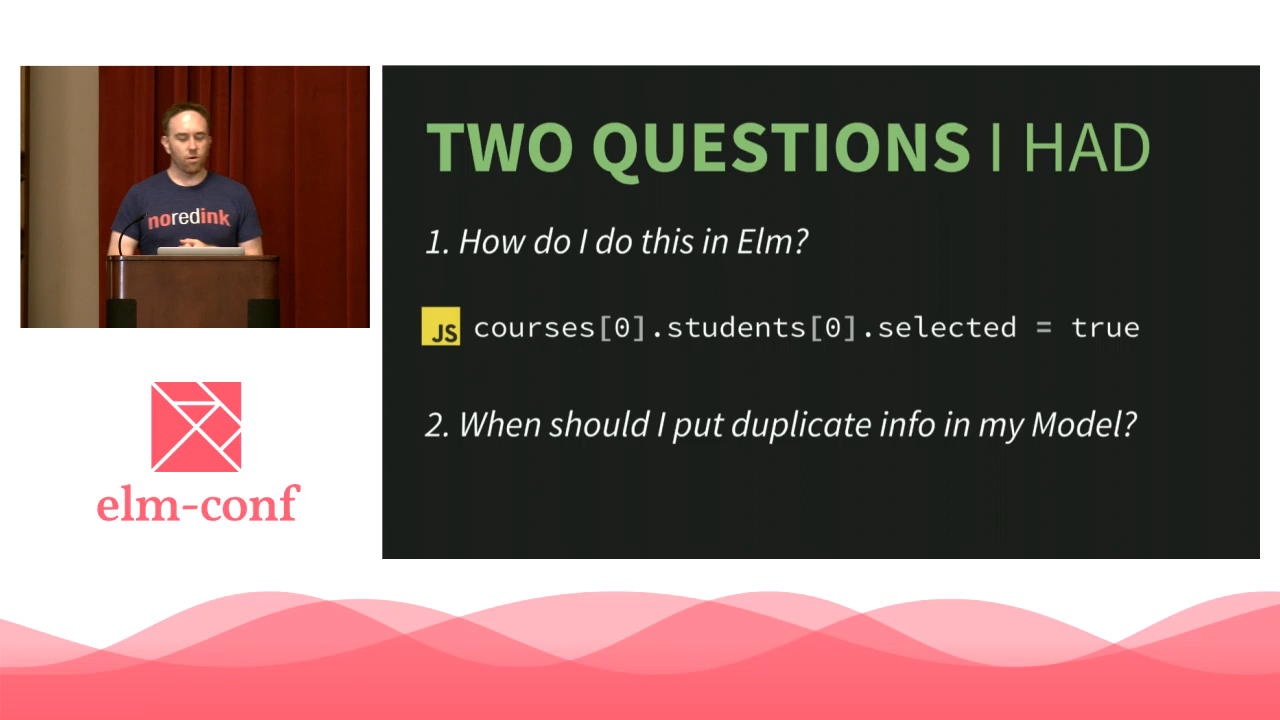 noredink
TWO QUESTIONS I HAD
1. How do I do this in Elm?
JS courses[0].students[0].selected = true
2. When should I put duplicate info in my Model?
elm-conf